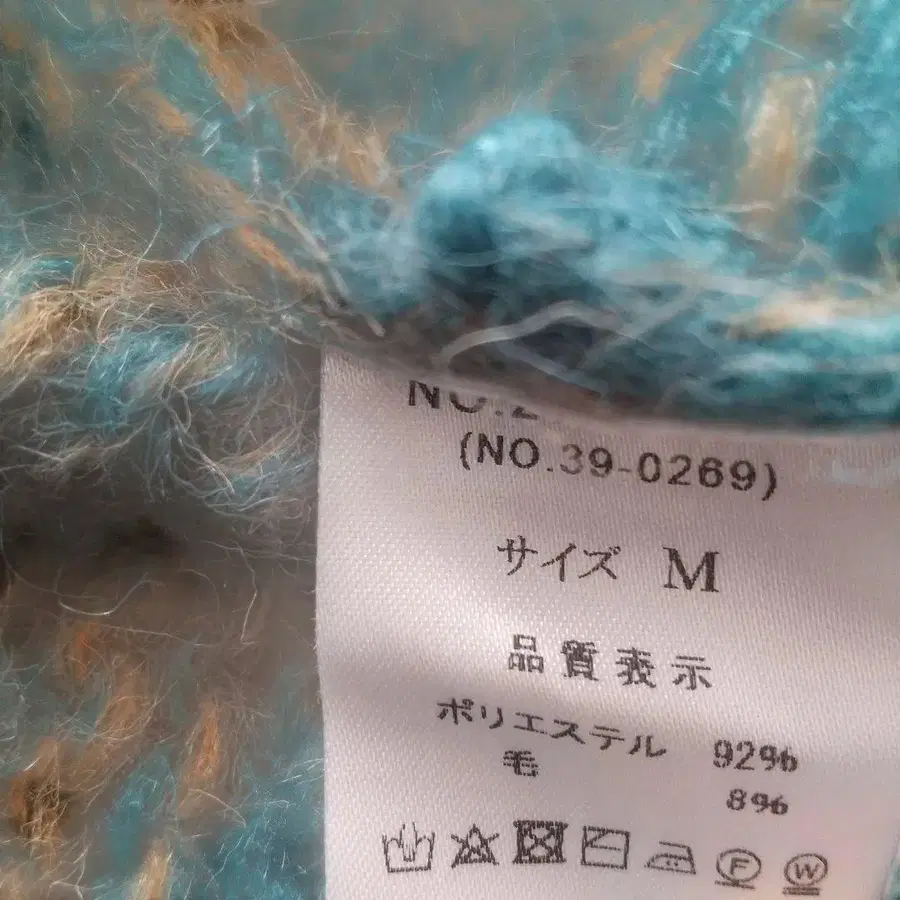 (NO.39-0269)
サイズ M
品質表示
ポリエステル 92%
毛 8%
F W